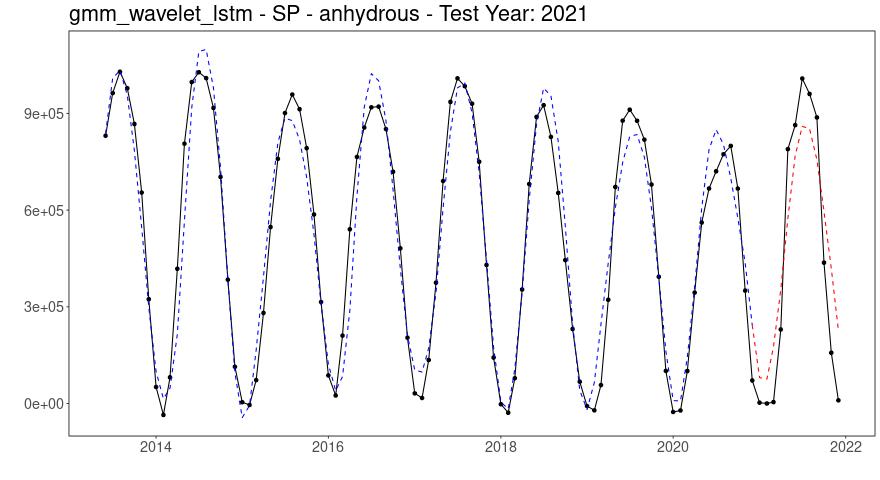 gmm_wavelet_lstm - SP - anhydrous - Test Year: 2021
9e+05
6e+05
3e+05
0e+00
2014 2016 2018 2020 2022